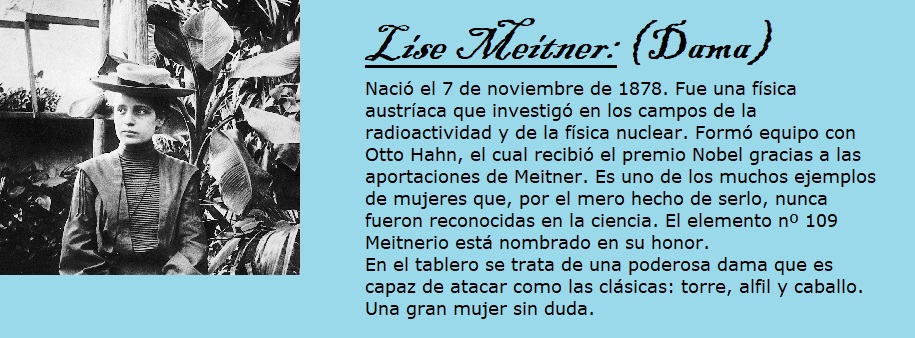 Lise Meitner: (Dama)
Nació el 7 de noviembre de 1878. Fue una física
austríaca que investigó en los campos de la
radioactividad y de la física nuclear. Formó equipo con
Otto Hahn, el cual recibió el premio Nobel gracias a las
aportaciones de Meitner. Es uno de los muchos ejemplos
de mujeres que, por el mero hecho de serlo, nunca
fueron reconocidas en la ciencia. El elemento nº 109
Meitnerio está nombrado en su honor.
En el tablero se trata de una poderosa dama que es
capaz de atacar como las clásicas: torre, alfil y caballo.
Una gran mujer sin duda.